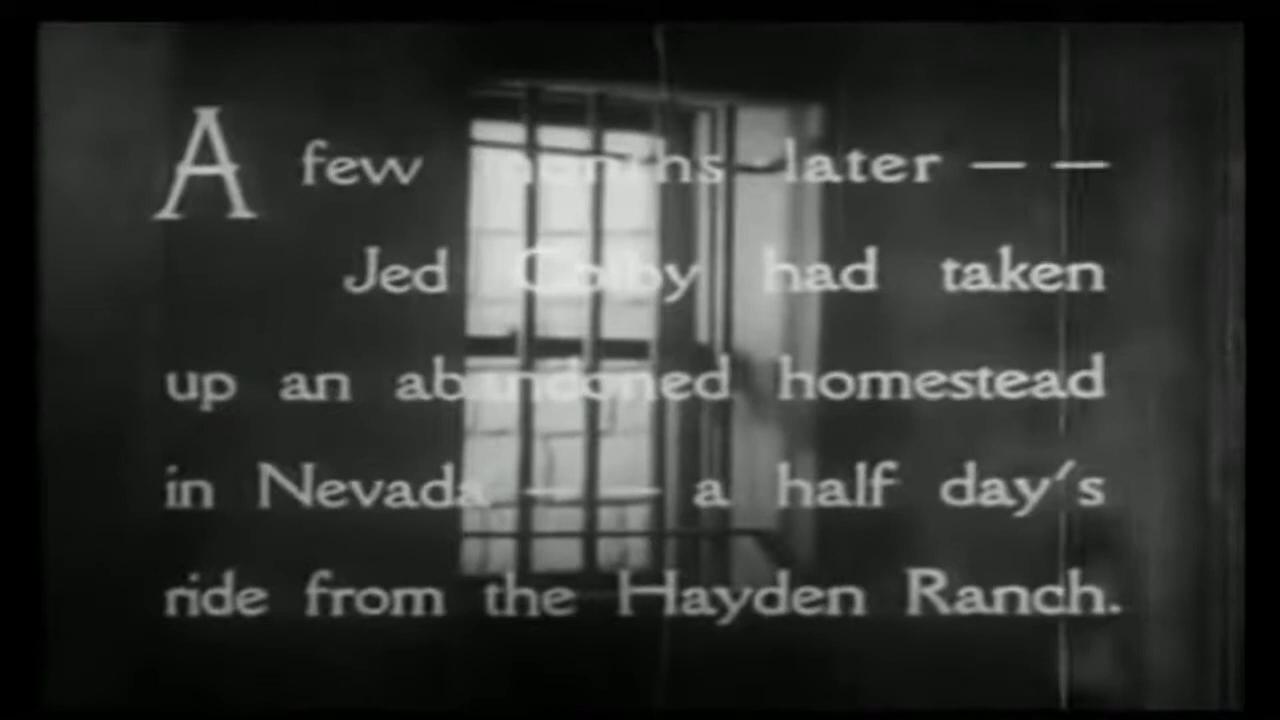 A few months later — —
Jed Colby had taken
up an abandoned homestead
in Nevada — — a half day's
ride from the Hayden Ranch.